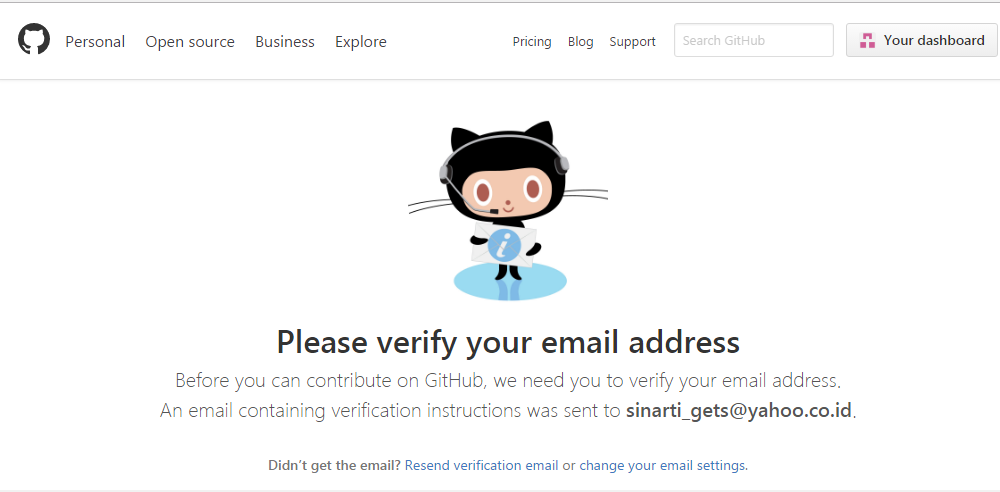 Personal Open source Business Explore Pricing Blog Support Search GitHub Your dashboard
i
Please verify your email address
Before you can contribute on GitHub, we need you to verify your email address.
An email containing verification instructions was sent to sinarti_gets@yahoo.co.id.
Didn’t get the email? Resend verification email or change your email settings.